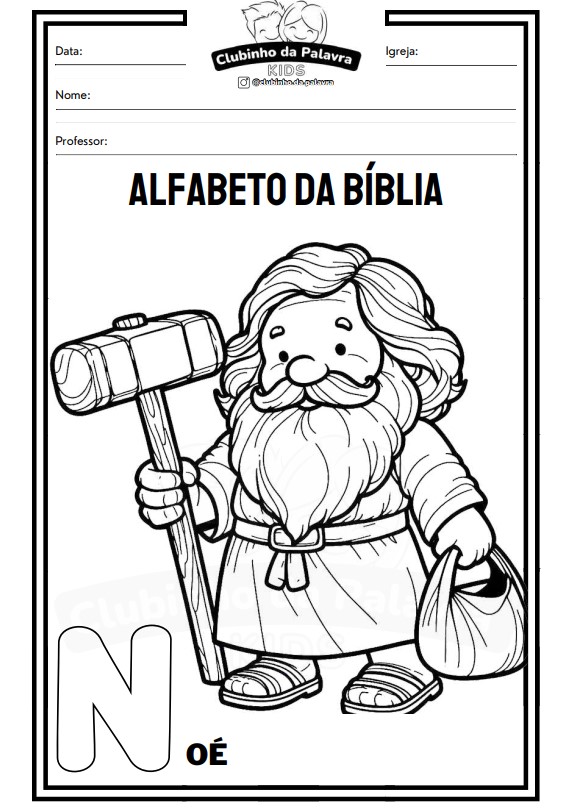 Clubinho da Palavra
KIDS
@clubinho.da.palavra
Data:
Igreja:
Nome:
Professor:
ALFABETO DA BÍBLIA
Clubinho da Palavra
KIDS
N OÉ